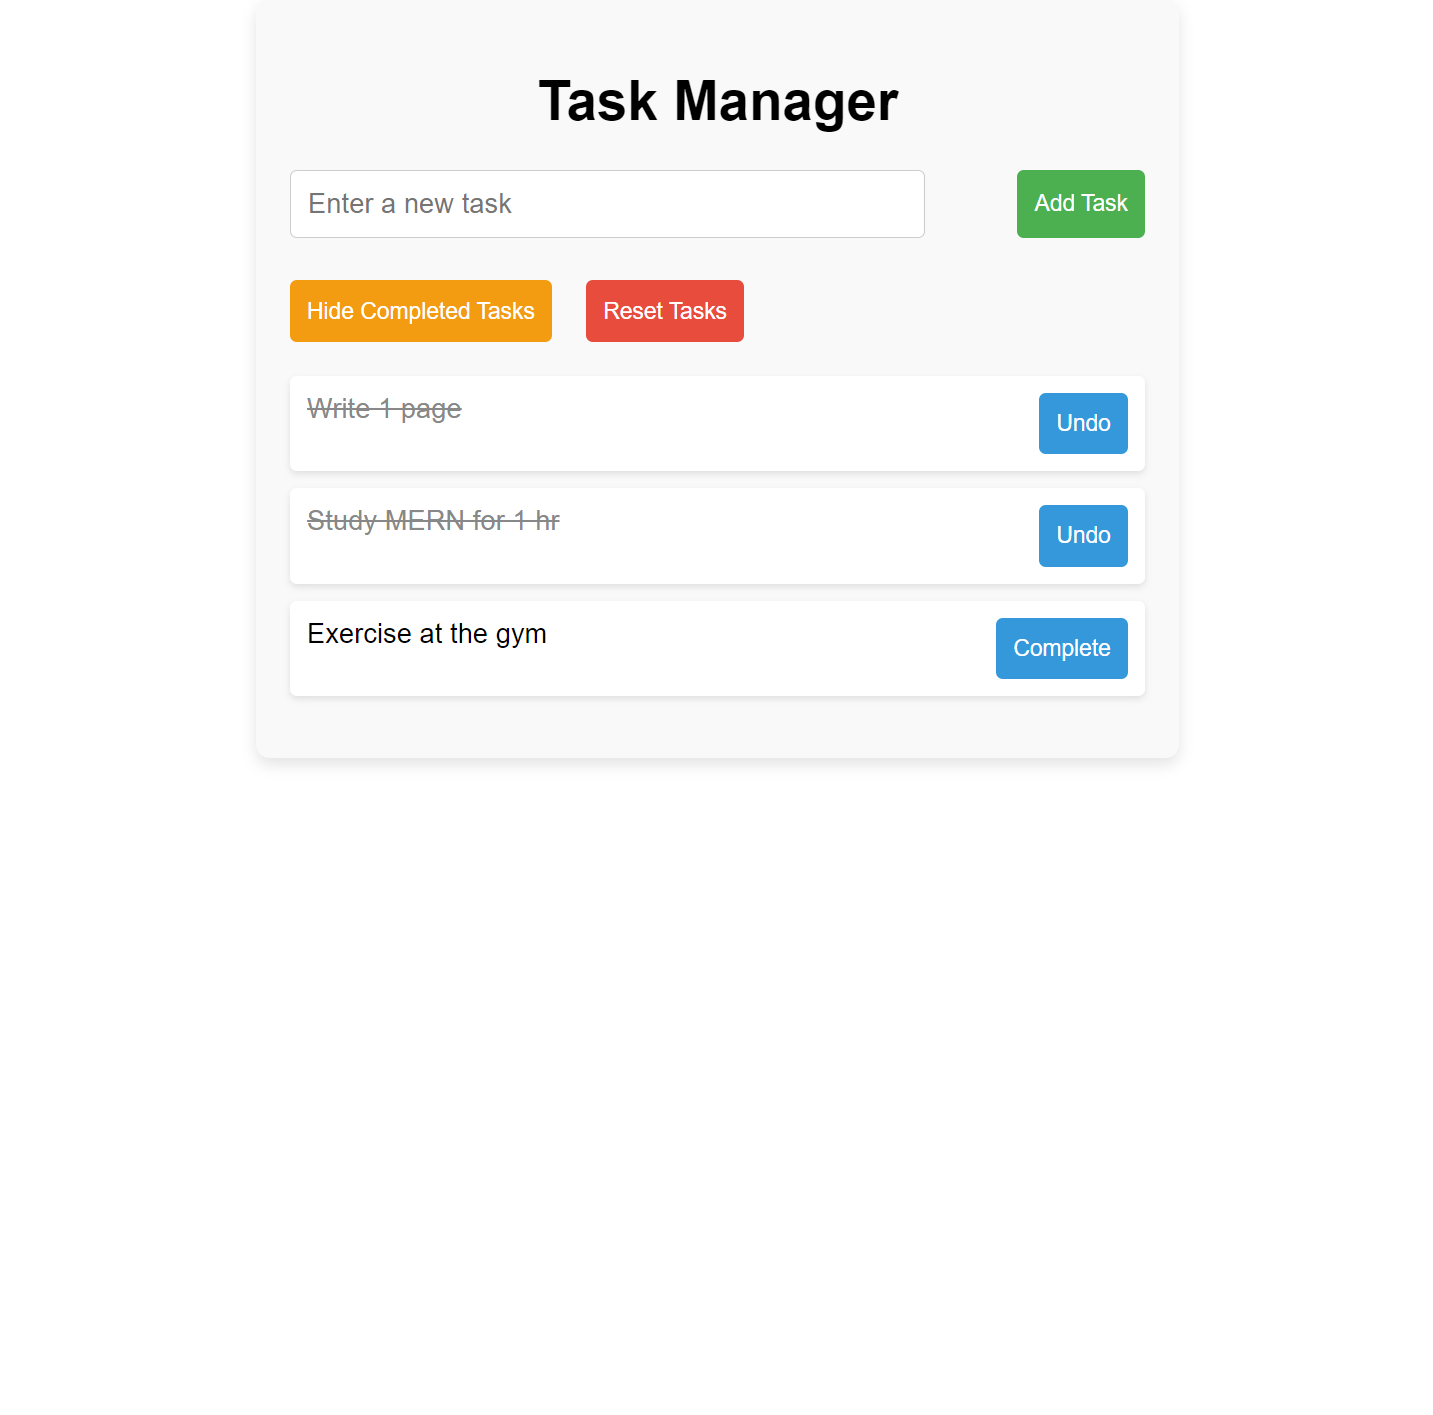 Task Manager
Enter a new task
Add Task
Hide Completed Tasks
Reset Tasks
Write 1 page
Undo
Study MERN for 1 hr
Undo
Exercise at the gym
Complete